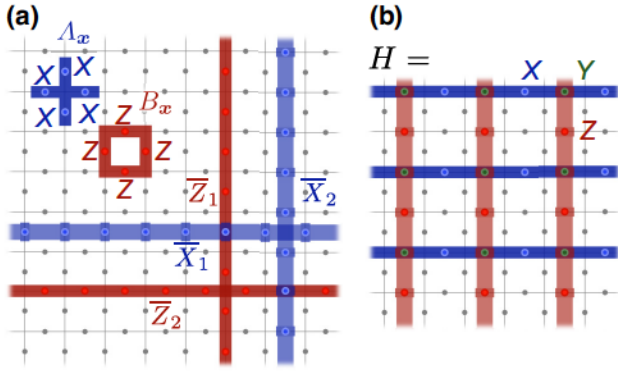 (a)
Λ𝒙
X X
X X
B𝒙
Z
Z Z
Z
Z̅₁
X̅₂
X̅₁
Z̅₂
(b)
H =
X Y
Z